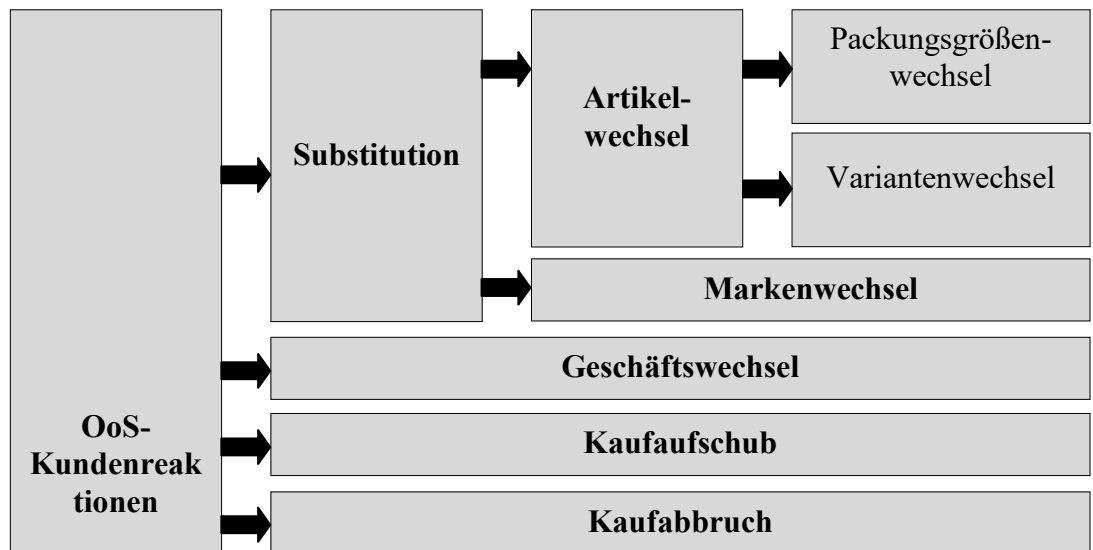 Packungsgrößen-
wechsel
Artikel-
wechsel
Substitution
Variantenwechsel
Markenwechsel
Geschäftswechsel
OoS-
Kundenreak
tionen
Kaufaufschub
Kaufabbruch